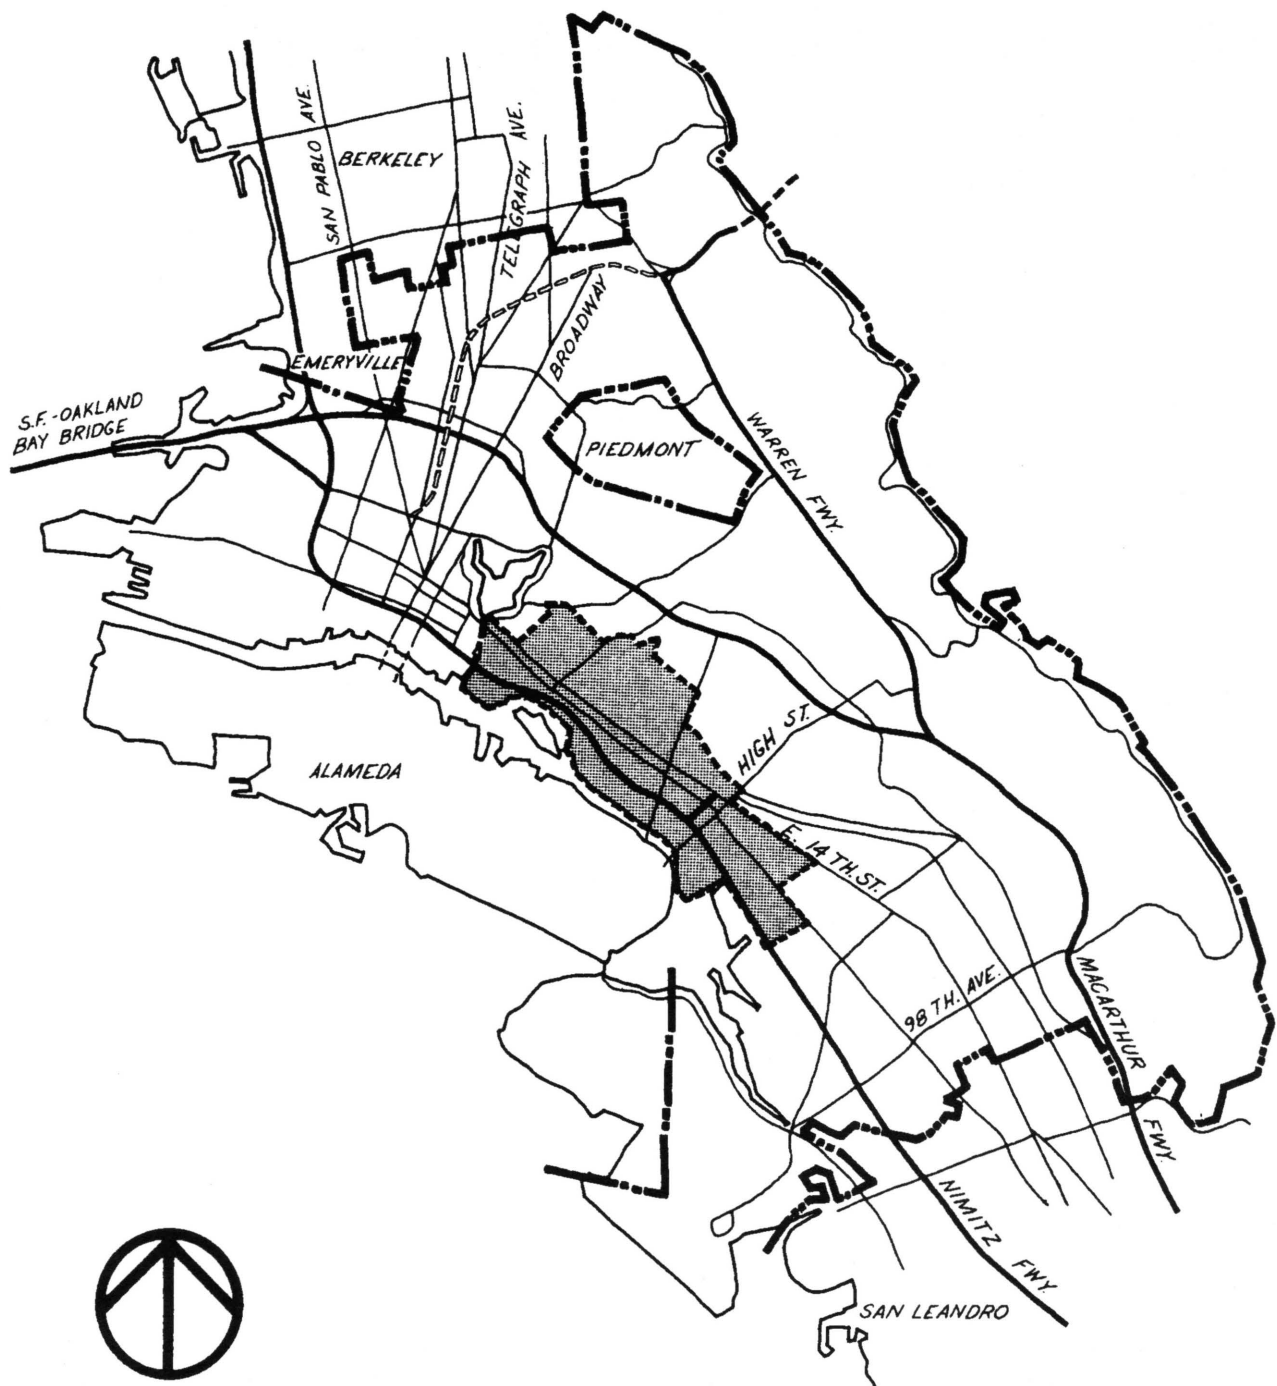 SAN PABLO AVE.
BERKELEY
TELEGRAPH AVE.
BROADWAY
EMERYVILLE
S.F.-OAKLAND
BAY BRIDGE
PIEDMONT
WARREN FWY.
HIGH ST.
ALAMEDA
E. 14 TH. ST.
98 TH. AVE.
MACARTHUR
FWY.
NIMITZ FWY.
SAN LEANDRO